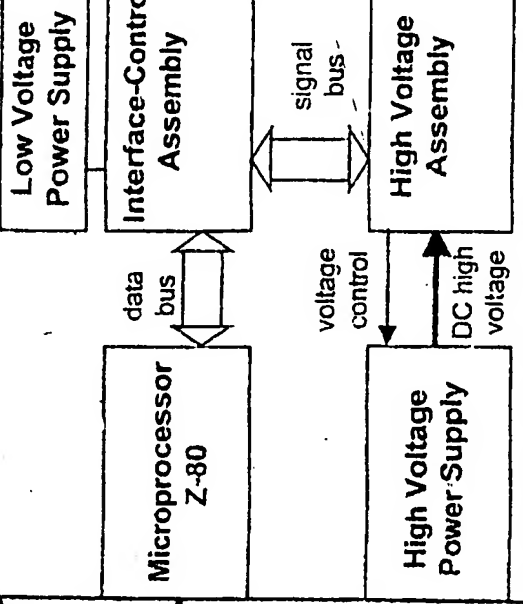 Low Voltage
Power Supply
Interface-Contro
Assembly
signal
bus
High Voltage
Assembly
data
bus
voltage
control
DC high
voltage
Microprocessor
Z-80
High Voltage
Power Supply